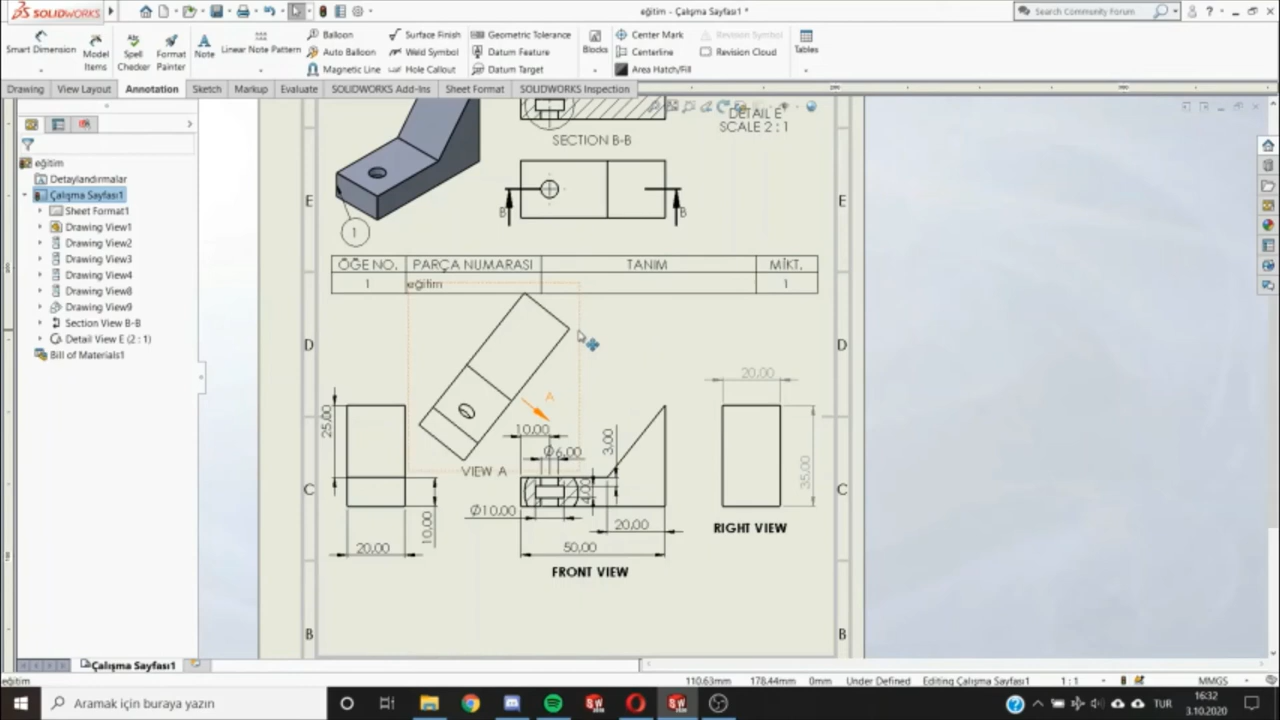 SOLIDWORKS
eğitim - Çalışma Sayfası1 *
Search Community Forum
Smart Dimension
Model Items
Spell Checker
Format Painter
Note
Linear Note Pattern
Balloon
Auto Balloon
Magnetic Line
Surface Finish
Weld Symbol
Hole Callout
Geometric Tolerance
Datum Feature
Datum Target
Blocks
Center Mark
Centerline
Area Hatch/Fill
Revision Symbol
Revision Cloud
Tables
Drawing
View Layout
Annotation
Sketch
Markup
Evaluate
SOLIDWORKS Add-Ins
Sheet Format
SOLIDWORKS Inspection
eğitim
Detaylandırmalar
Çalışma Sayfası1
Sheet Format1
Drawing View1
Drawing View2
Drawing View3
Drawing View4
Drawing View8
Drawing View9
Section View B-B
Detail View E (2 : 1)
Bill of Materials1
SECTION B-B
DETAIL E
SCALE 2 : 1
E
E
B
B
1
ÖĞE NO.
PARÇA NUMARASI
TANIM
MİKT.
1
eğitim
1
D
D
A
VIEW A
25,00
20,00
10,00
10,00
Ø6,00
3,00
4,00
Ø10,00
20,00
50,00
FRONT VIEW
20,00
35,00
RIGHT VIEW
C
C
B
B
Çalışma Sayfası1
eğitim
110.63mm
178.44mm
0mm
Under Defined
Editing Çalışma Sayfası1
1 : 1
MMGS
Aramak için buraya yazın
TUR
16:32
3.10.2020